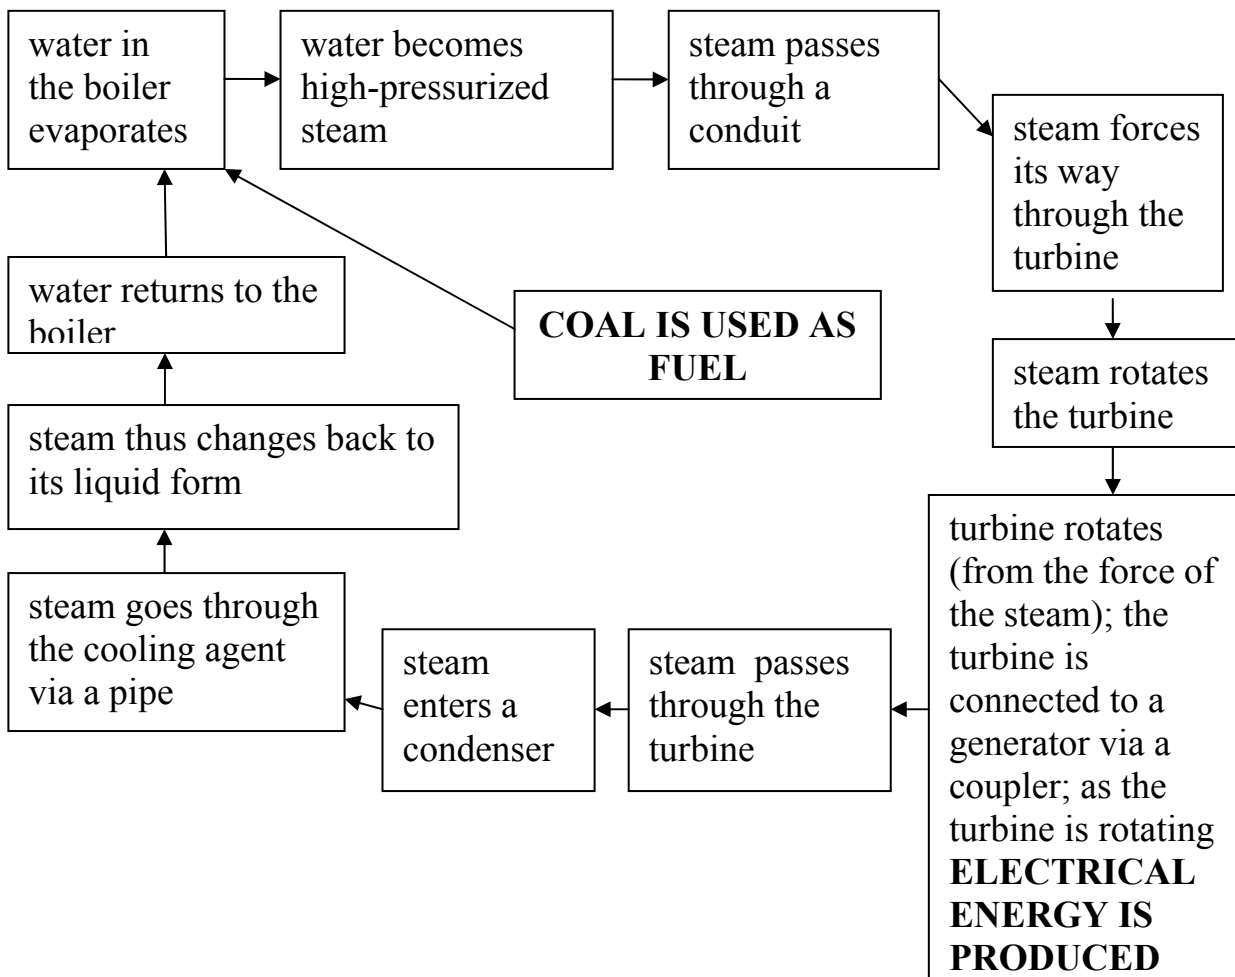 water in
the boiler
evaporates
water becomes
high-pressurized
steam
steam passes
through a
conduit
steam forces
its way
through the
turbine
steam rotates
the turbine
turbine rotates
(from the force of
the steam); the
turbine is
connected to a
generator via a
coupler; as the
turbine is rotating
ELECTRICAL
ENERGY IS
PRODUCED
steam passes
through the
turbine
steam
enters a
condenser
steam goes through
the cooling agent
via a pipe
steam thus changes back to
its liquid form
water returns to the
boiler
COAL IS USED AS
FUEL